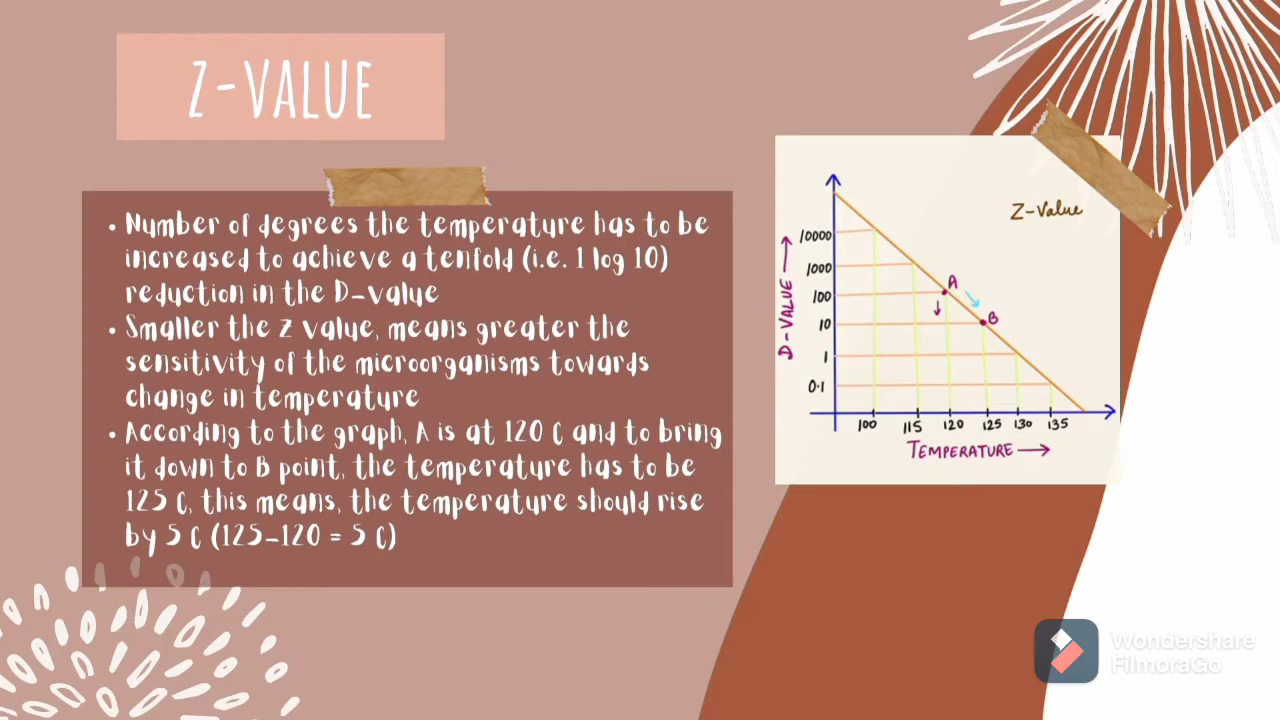 Z-VALUE
• Number of degrees the temperature has to be
increased to achieve a tenfold (i.e. 1 log 10)
reduction in the D-value
• Smaller the z value, means greater the
sensitivity of the microorganisms towards
change in temperature
• According to the graph, A is at 120 C and to bring
it down to B point, the temperature has to be
125 C, this means, the temperature should rise
by 5 C (125-120 = 5 C)
Z-Value
D-VALUE
10000
1000
100
10
1
0.1
A
B
100 115 120 125 130 135
TEMPERATURE
Wondershare
FilmoraGo